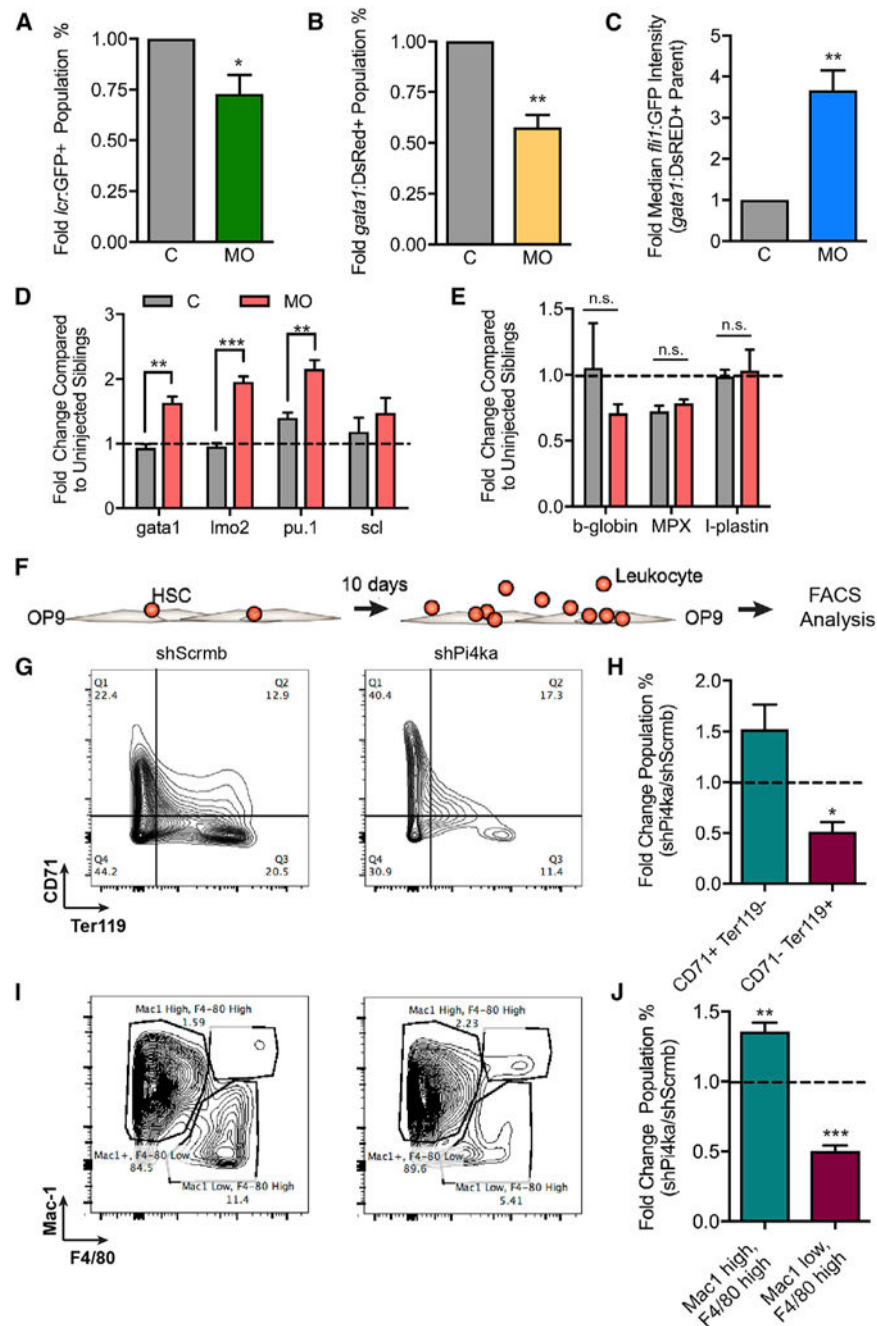 A
Fold lcr:GFP+ Population %
1.00
0.75
0.50
0.25
0.00
*
C
MO
B
Fold gata1:DsRed+ Population %
1.00
0.75
0.50
0.25
0.00
**
C
MO
C
Fold Median fli1:GFP Intensity
(gata1:DsRED+ Parent)
5
4
3
2
1
0
**
C
MO
D
C
MO
Fold Change Compared
to Uninjected Siblings
3
2
1
0
**
***
**
gata1
lmo2
pu.1
scl
E
Fold Change Compared
to Uninjected Siblings
1.5
1.0
0.5
0.0
n.s.
n.s.
n.s.
b-globin
MPX
l-plastin
F
OP9
HSC
10 days
Leukocyte
OP9
FACS
Analysis
G
shScrmb
Q1
22.4
Q2
12.9
Q4
44.2
Q3
20.5
CD71
Ter119
shPi4ka
Q1
40.4
Q2
17.3
Q4
30.9
Q3
11.4
H
Fold Change Population %
(shPi4ka/shScrmb)
2.0
1.5
1.0
0.5
0.0
*
CD71+ Ter119-
CD71- Ter119+
I
Mac1 High, F4-80 High
1.59
Mac1+, F4-80 Low
84.5
Mac1 Low, F4-80 High
11.4
Mac-1
F4/80
Mac1 High, F4-80 High
2.23
Mac1+, F4-80 Low
89.6
Mac1 Low, F4-80 High
5.41
J
Fold Change Population %
(shPi4ka/shScrmb)
1.5
1.0
0.5
0.0
**
***
Mac1 high,
F4/80 high
Mac1 low,
F4/80 high